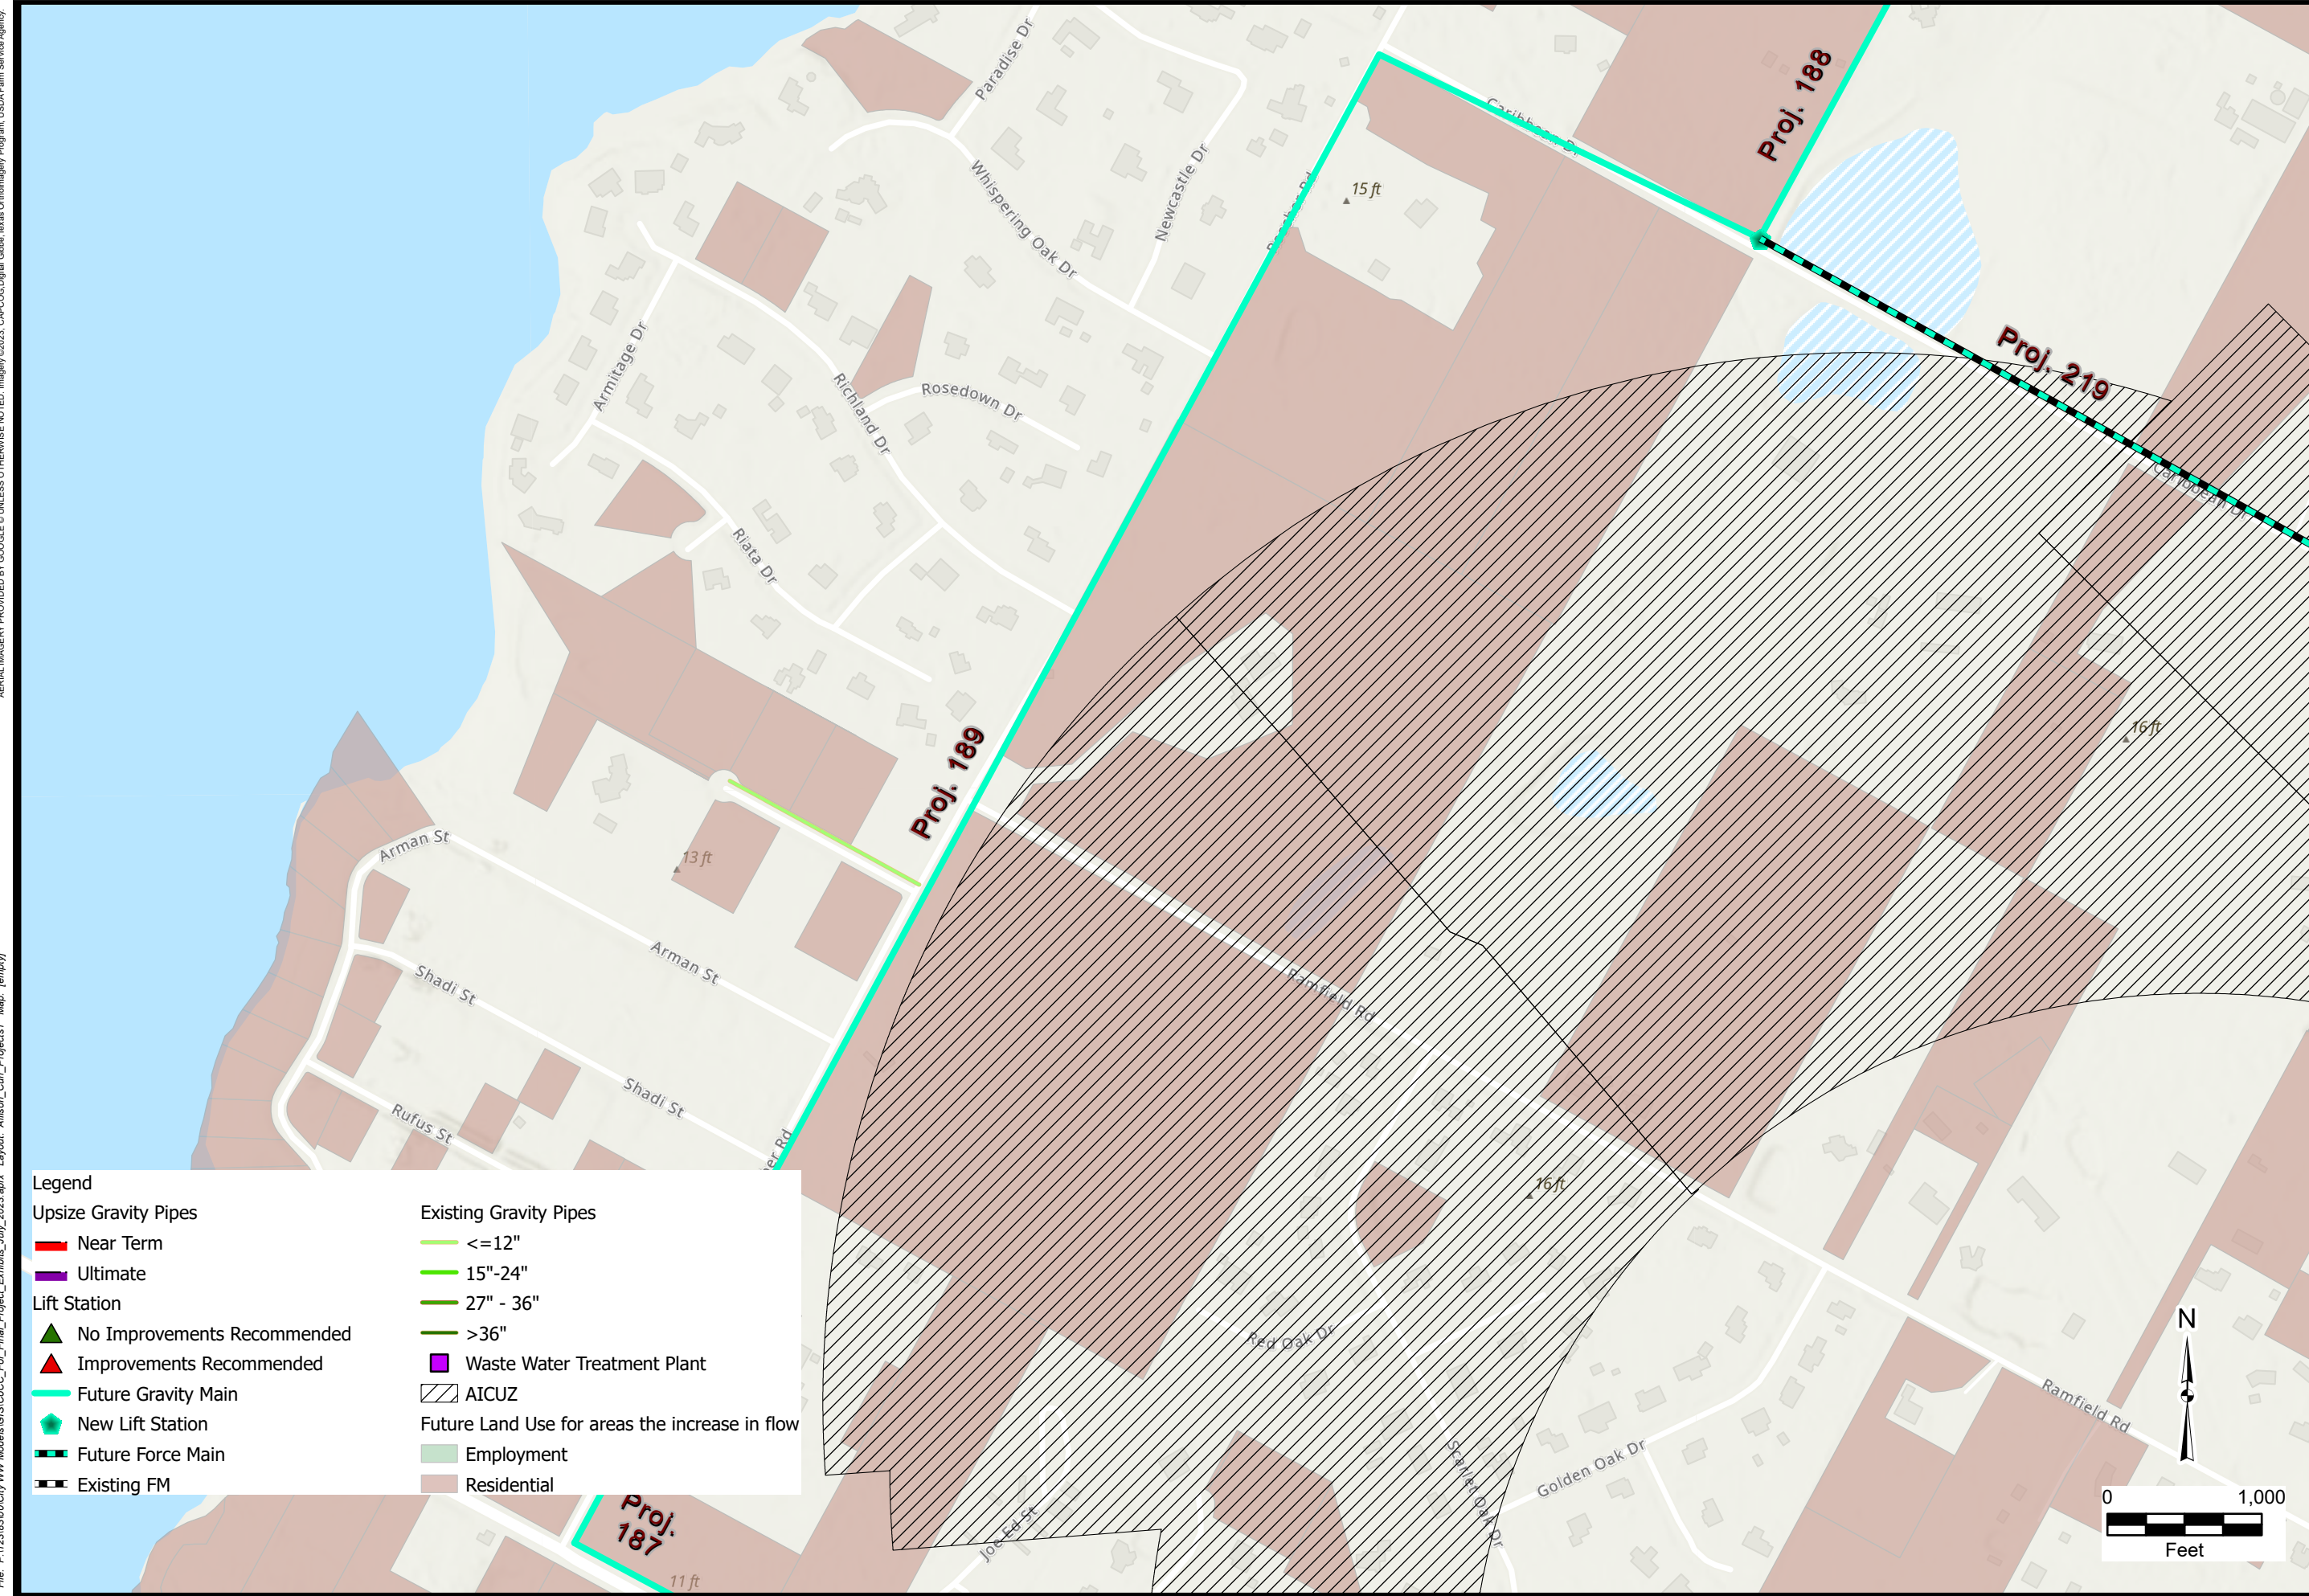 Paradise Dr
Proj. 188
Caribbean Dr
Newcastle Dr
15 ft
Whispering Oak Dr
Armitage Dr
Richland Dr
Rosedown Dr
Proj. 219
Caribbean Dr
Riata Dr
16 ft
Proj. 189
Arman St
13 ft
Arman St
Shadi St
Ramfield Rd
Shadi St
Rufus St
per Rd
16 ft
Red Oak Dr
Ramfield Rd
Golden Oak Dr
Scarlet Oak Dr
Joe Ed St
Proj.
187
11 ft
Legend
Upsize Gravity Pipes
Near Term
Ultimate
Lift Station
No Improvements Recommended
Improvements Recommended
Future Gravity Main
New Lift Station
Future Force Main
Existing FM
Existing Gravity Pipes
<=12"
15"-24"
27" - 36"
>36"
Waste Water Treatment Plant
AICUZ
Future Land Use for areas the increase in flow
Employment
Residential
N
0 1,000
Feet